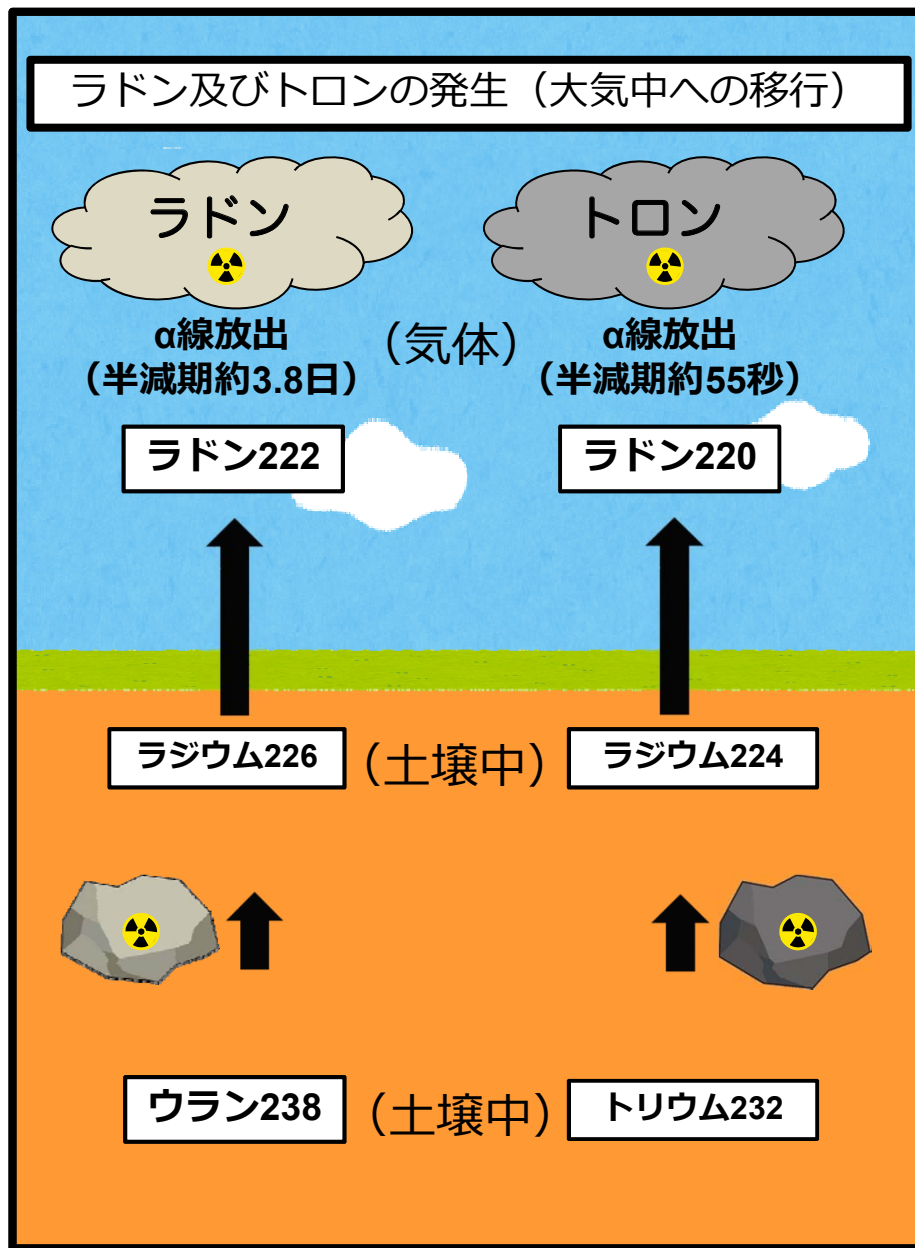 ラドン及びトロンの発生（大気中への移行）
ラドン
トロン
α線放出
（半減期約3.8日）
（気体）
α線放出
（半減期約55秒）
ラドン222
ラドン220
ラジウム226
（土壌中）
ラジウム224
ウラン238
（土壌中）
トリウム232